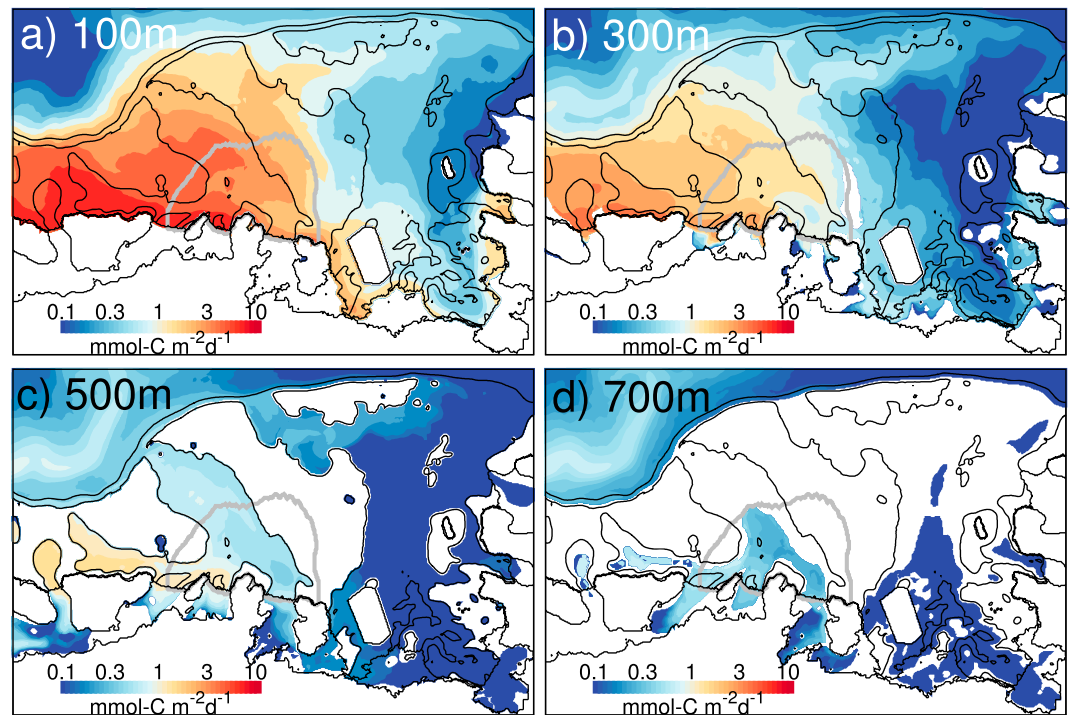 a) 100m
b) 300m
0.1 0.3 1 3 10
mmol-C m⁻²d⁻¹
0.1 0.3 1 3 10
mmol-C m⁻²d⁻¹
c) 500m
d) 700m
0.1 0.3 1 3 10
mmol-C m⁻²d⁻¹
0.1 0.3 1 3 10
mmol-C m⁻²d⁻¹